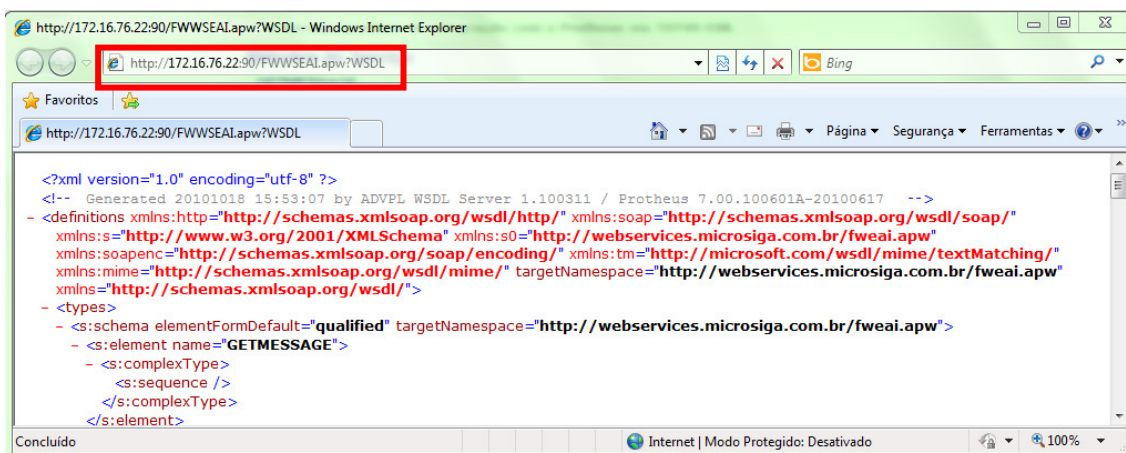 http://172.16.76.22:90/FWWSEAI.apw?WSDL - Windows Internet Explorer
http://172.16.76.22:90/FWWSEAI.apw?WSDL
Bing
Favoritos
http://172.16.76.22:90/FWWSEAI.apw?WSDL
Página Segurança Ferramentas
<?xml version="1.0" encoding="utf-8" ?>
<!-- Generated 20101018 15:53:07 by ADVPL WSDL Server 1.100311 / Protheus 7.00.100601A-20100617 -->
- <definitions xmlns:http="http://schemas.xmlsoap.org/wsdl/http/" xmlns:soap="http://schemas.xmlsoap.org/wsdl/soap/"
xmlns:s="http://www.w3.org/2001/XMLSchema" xmlns:s0="http://webservices.microsiga.com.br/fweai.apw"
xmlns:soapenc="http://schemas.xmlsoap.org/soap/encoding/" xmlns:tm="http://microsoft.com/wsdl/mime/textMatching/"
xmlns:mime="http://schemas.xmlsoap.org/wsdl/mime/" targetNamespace="http://webservices.microsiga.com.br/fweai.apw"
xmlns="http://schemas.xmlsoap.org/wsdl/">
- <types>
- <s:schema elementFormDefault="qualified" targetNamespace="http://webservices.microsiga.com.br/fweai.apw">
- <s:element name="GETMESSAGE">
- <s:complexType>
<s:sequence />
</s:complexType>
</s:element>
Concluído
Internet | Modo Protegido: Desativado
100%